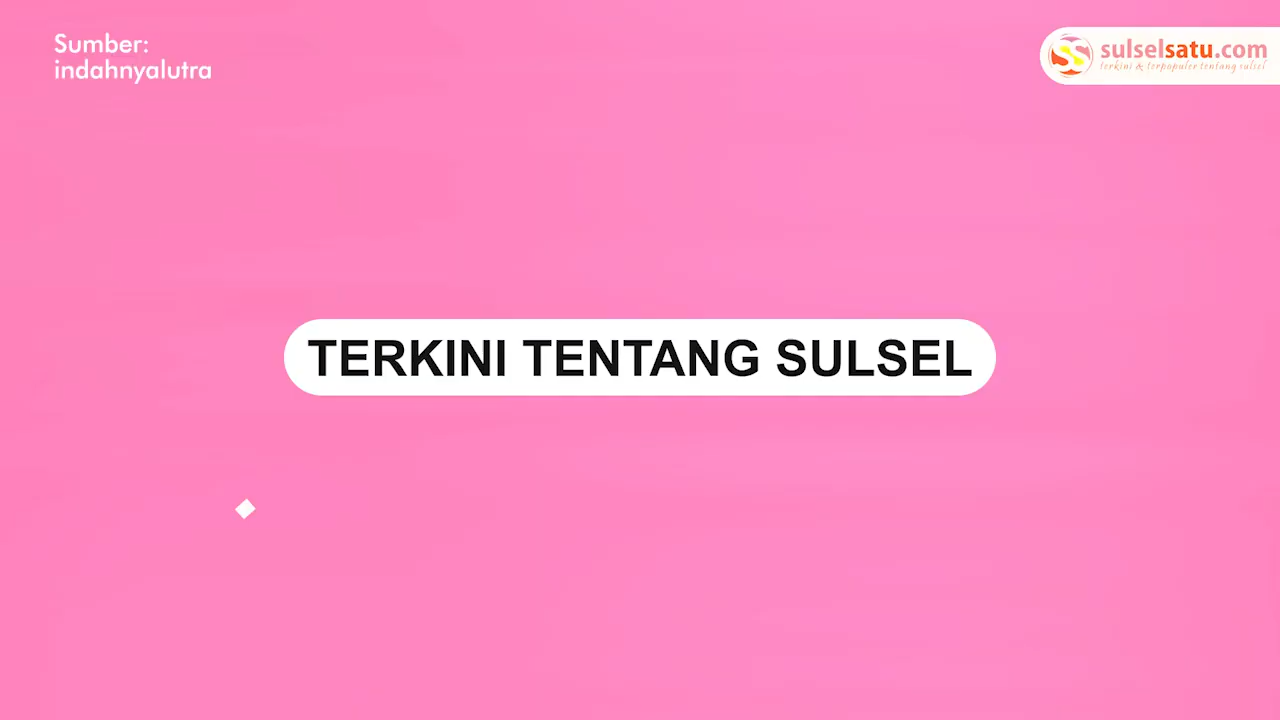 Sumber:
indahnyalutra
sulselsatu.com
terkini & terpopuler tentang sulsel
TERKINI TENTANG SULSEL